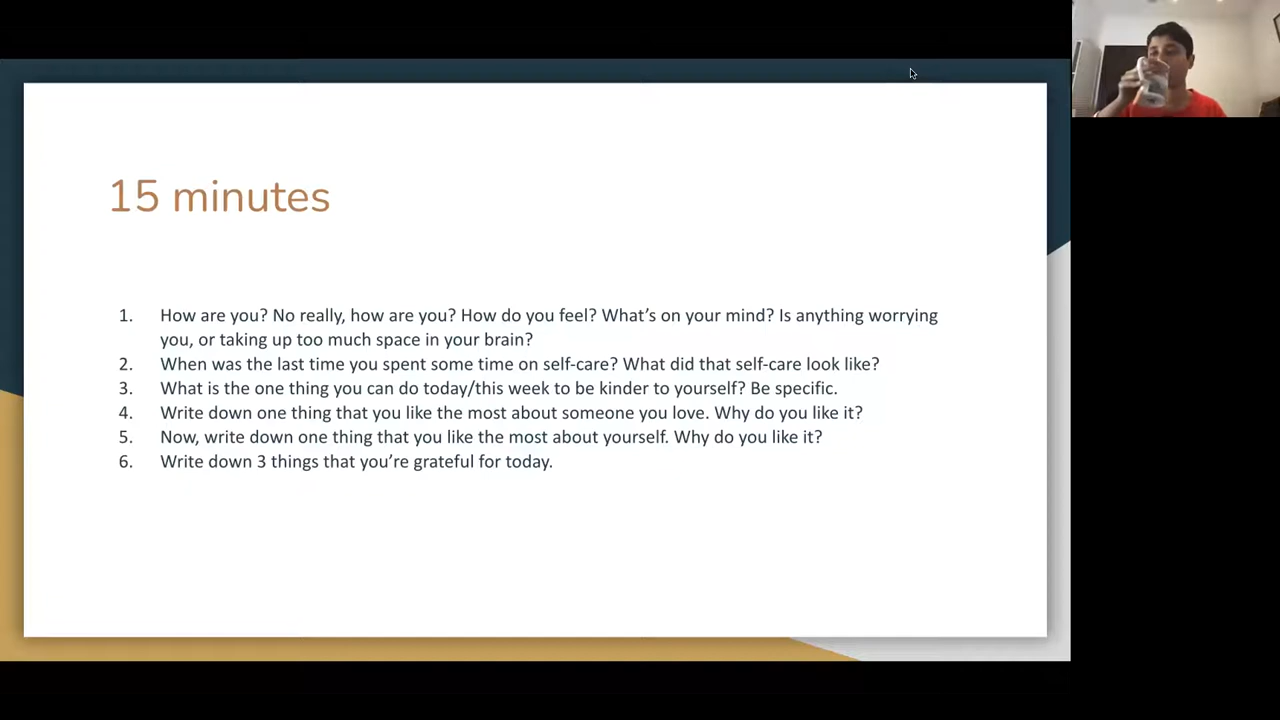 15 minutes
1. How are you? No really, how are you? How do you feel? What's on your mind? Is anything worrying
you, or taking up too much space in your brain?
2. When was the last time you spent some time on self-care? What did that self-care look like?
3. What is the one thing you can do today/this week to be kinder to yourself? Be specific.
4. Write down one thing that you like the most about someone you love. Why do you like it?
5. Now, write down one thing that you like the most about yourself. Why do you like it?
6. Write down 3 things that you're grateful for today.